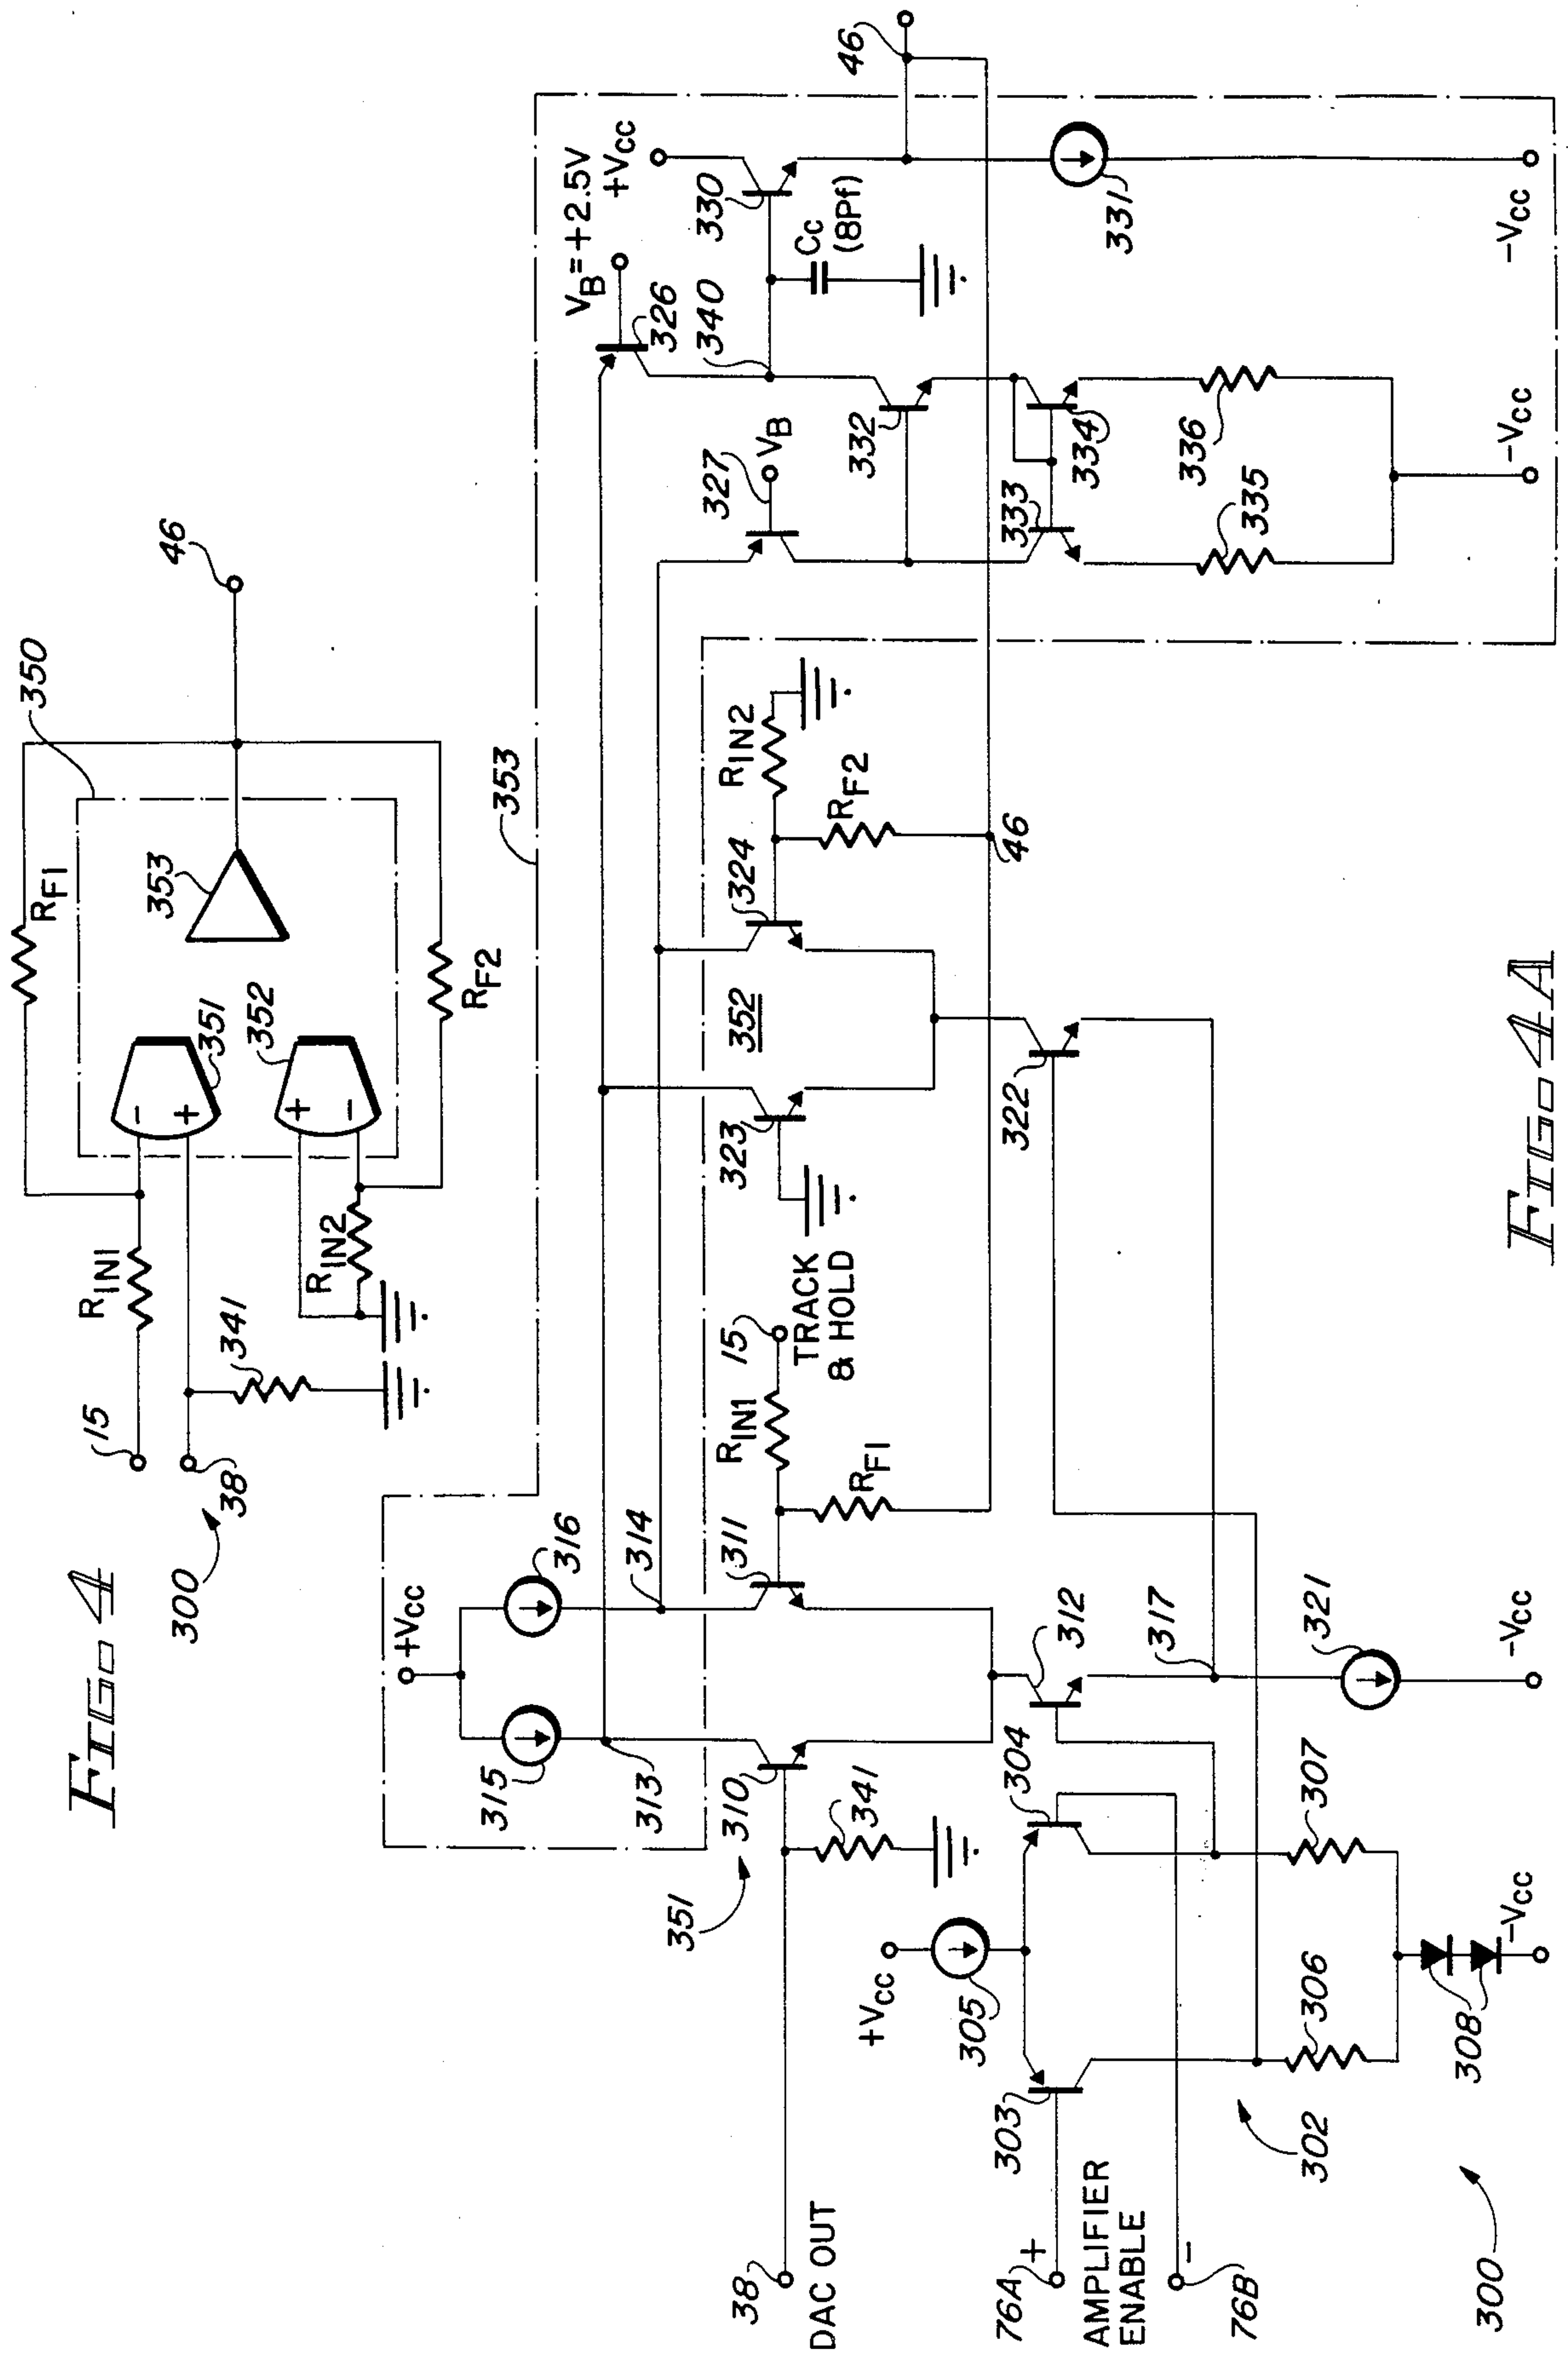 FIG. 4
300
15
38
341
RIN1
RIN2
351
352
353
350
RF1
RF2
46
FIG. 4A
353
+VCC
315
316
313
314
351
310
311
341
RIN1
RF1
15
TRACK
& HOLD
323
352
324
RIN2
RF2
46
327
VB
VB = +2.5V
326
340
+VCC
330
CC
(8Pf)
46
331
-VCC
332
333
334
335
336
-VCC
312
317
321
-VCC
322
38
DAC OUT
+VCC
305
303
304
76A
+
AMPLIFIER
ENABLE
-
76B
302
306
307
308
-VCC
300